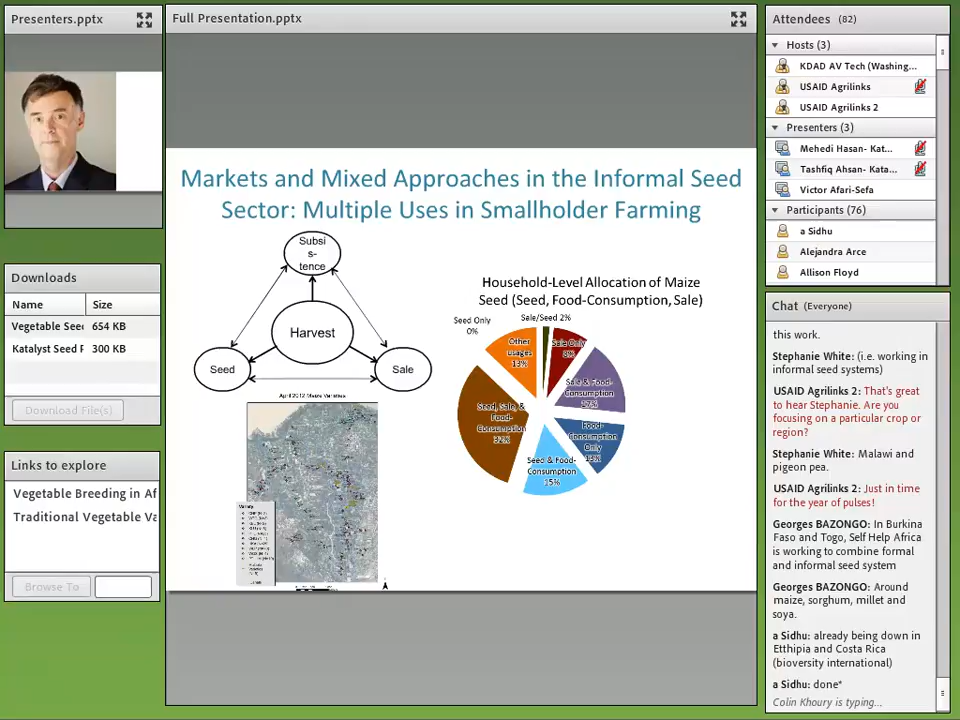 Presenters.pptx
Full Presentation.pptx
Attendees (82)
Hosts (3)
KDAD AV Tech (Washing...
USAID Agrilinks
USAID Agrilinks 2
Presenters (3)
Mehedi Hasan- Kat...
Tashfiq Ahsan- Kata...
Victor Afari-Sefa
Participants (76)
a Sidhu
Alejandra Arce
Allison Floyd
Downloads
Name Size
Vegetable Seed 654 KB
Katalyst Seed F 300 KB
Download File(s)
Links to explore
Vegetable Breeding in Af
Traditional Vegetable Va
Browse To
Markets and Mixed Approaches in the Informal Seed
Sector: Multiple Uses in Smallholder Farming
Subsi
s-
tence
Harvest
Seed
Sale
April 2012 Maize Varieties
Household-Level Allocation of Maize
Seed (Seed, Food-Consumption, Sale)
Seed Only
0%
Sale/Seed 2%
Sale Only
8%
Sale & Food-
Consumption
17%
Food-
Consumption
Only
13%
Seed & Food-
Consumption
15%
Seed, Sale, &
Food-
Consumption
32%
Other
usages
13%
Chat (Everyone)
this work.
Stephanie White: (i.e. working in
informal seed systems)
USAID Agrilinks 2: That's great
to hear Stephanie. Are you
focusing on a particular crop or
region?
Stephanie White: Malawi and
pigeon pea.
USAID Agrilinks 2: Just in time
for the year of pulses!
Georges BAZONGO: In Burkina
Faso and Togo, Self Help Africa
is working to combine formal
and informal seed system
Georges BAZONGO: Around
maize, sorghum, millet and
soya.
a Sidhu: already being down in
Etthipia and Costa Rica
(bioversity international)
a Sidhu: done*
Colin Khoury is typing...